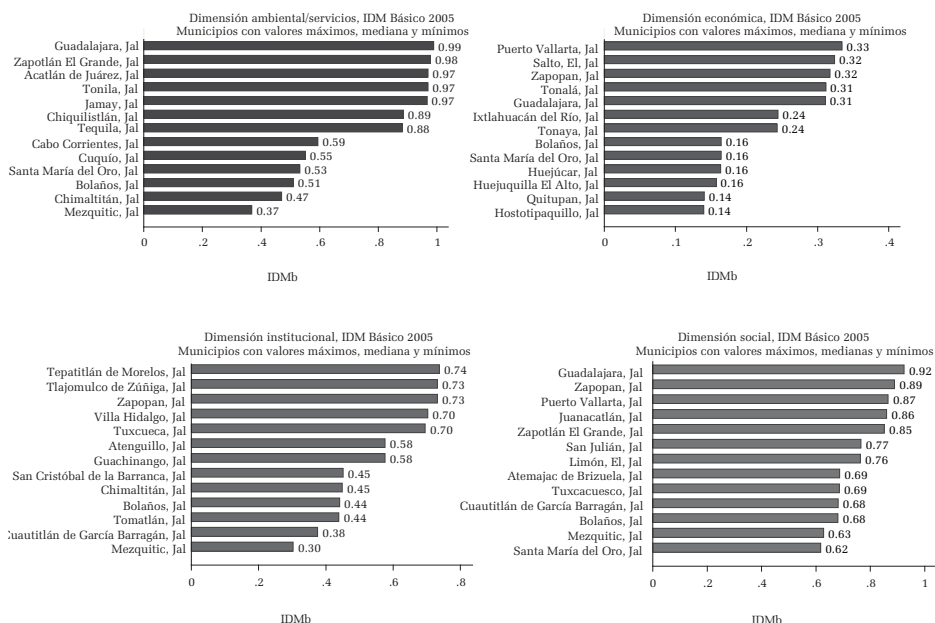 Dimensión ambiental/servicios, IDM Básico 2005
Municipios con valores máximos, mediana y mínimos
Guadalajara, Jal 0.99
Zapotlán El Grande, Jal 0.98
Acatlán de Juárez, Jal 0.97
Tonila, Jal 0.97
Jamay, Jal 0.97
Chiquilistlán, Jal 0.89
Tequila, Jal 0.88
Cabo Corrientes, Jal 0.59
Cuquío, Jal 0.55
Santa María del Oro, Jal 0.53
Bolaños, Jal 0.51
Chimaltitán, Jal 0.47
Mezquitic, Jal 0.37
0 .2 .4 .6 .8 1
IDMb
Dimensión económica, IDM Básico 2005
Municipios con valores máximos, mediana y mínimos
Puerto Vallarta, Jal 0.33
Salto, El, Jal 0.32
Zapopan, Jal 0.32
Tonalá, Jal 0.31
Guadalajara, Jal 0.31
Ixtlahuacán del Río, Jal 0.24
Tonaya, Jal 0.24
Bolaños, Jal 0.16
Santa María del Oro, Jal 0.16
Huejúcar, Jal 0.16
Huejuquilla El Alto, Jal 0.16
Quitupan, Jal 0.14
Hostotipaquillo, Jal 0.14
0 .1 .2 .3 .4
IDMb
Dimensión institucional, IDM Básico 2005
Municipios con valores máximos, mediana y mínimos
Tepatitlán de Morelos, Jal 0.74
Tlajomulco de Zúñiga, Jal 0.73
Zapopan, Jal 0.73
Villa Hidalgo, Jal 0.70
Tuxcueca, Jal 0.70
Atenguillo, Jal 0.58
Guachinango, Jal 0.58
San Cristóbal de la Barranca, Jal 0.45
Chimaltitán, Jal 0.45
Bolaños, Jal 0.44
Tomatlán, Jal 0.44
uautitlán de García Barragán, Jal 0.38
Mezquitic, Jal 0.30
0 .2 .4 .6 .8
IDMb
Dimensión social, IDM Básico 2005
Municipios con valores máximos, medianas y mínimos
Guadalajara, Jal 0.92
Zapopan, Jal 0.89
Puerto Vallarta, Jal 0.87
Juanacatlán, Jal 0.86
Zapotlán El Grande, Jal 0.85
San Julián, Jal 0.77
Limón, El, Jal 0.76
Atemajac de Brizuela, Jal 0.69
Tuxcacuesco, Jal 0.69
Cuautitlán de García Barragán, Jal 0.68
Bolaños, Jal 0.68
Mezquitic, Jal 0.63
Santa María del Oro, Jal 0.62
0 .2 .4 .6 .8 1
IDMb